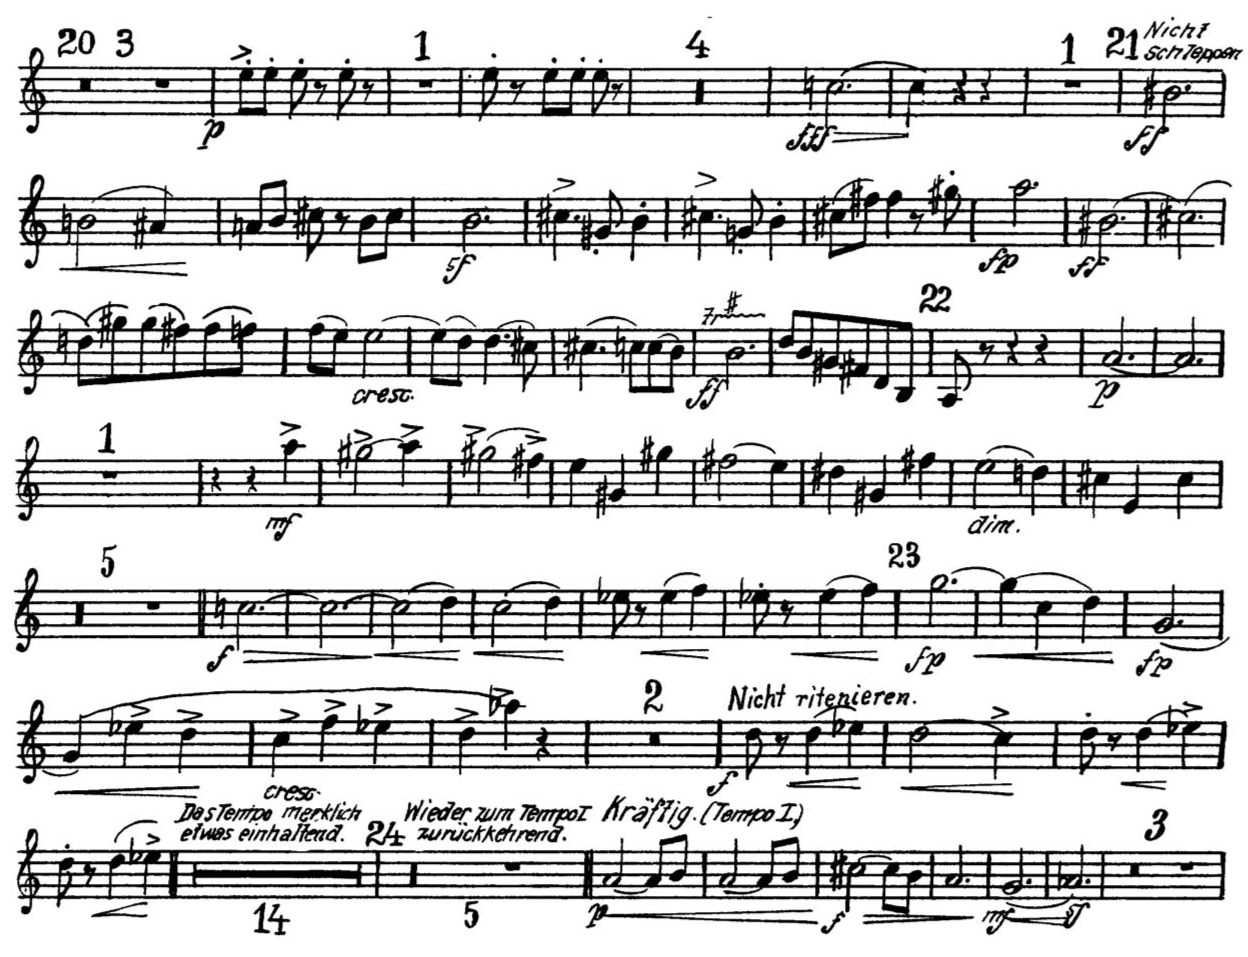 20 3 1 4 1 21 Nicht
schleppen
p fff ff
sf fp ff
22
cresc. 7r ff p
1
mf dim.
5 23
f fp fp
2 Nicht ritenieren.
cresc. f
Das Tempo merklich Wieder zum Tempo I Kräftig. (Tempo I.)
etwas einhaltend. 24 zurückkehrend. 3
p f mf sf
14 5